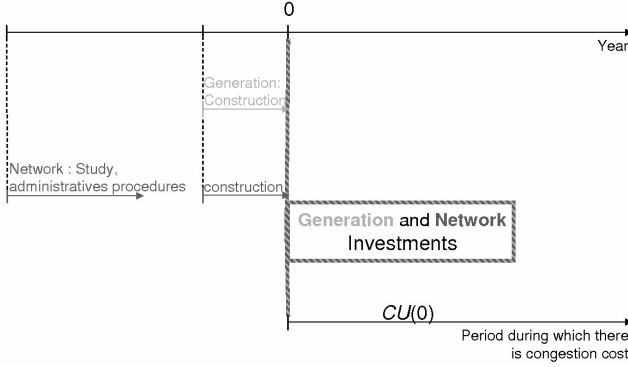 0
Year
Generation:
Construction
Network : Study,
administratives procedures
construction
Generation and Network
Investments
CU(0)
Period during which there
is congestion cost